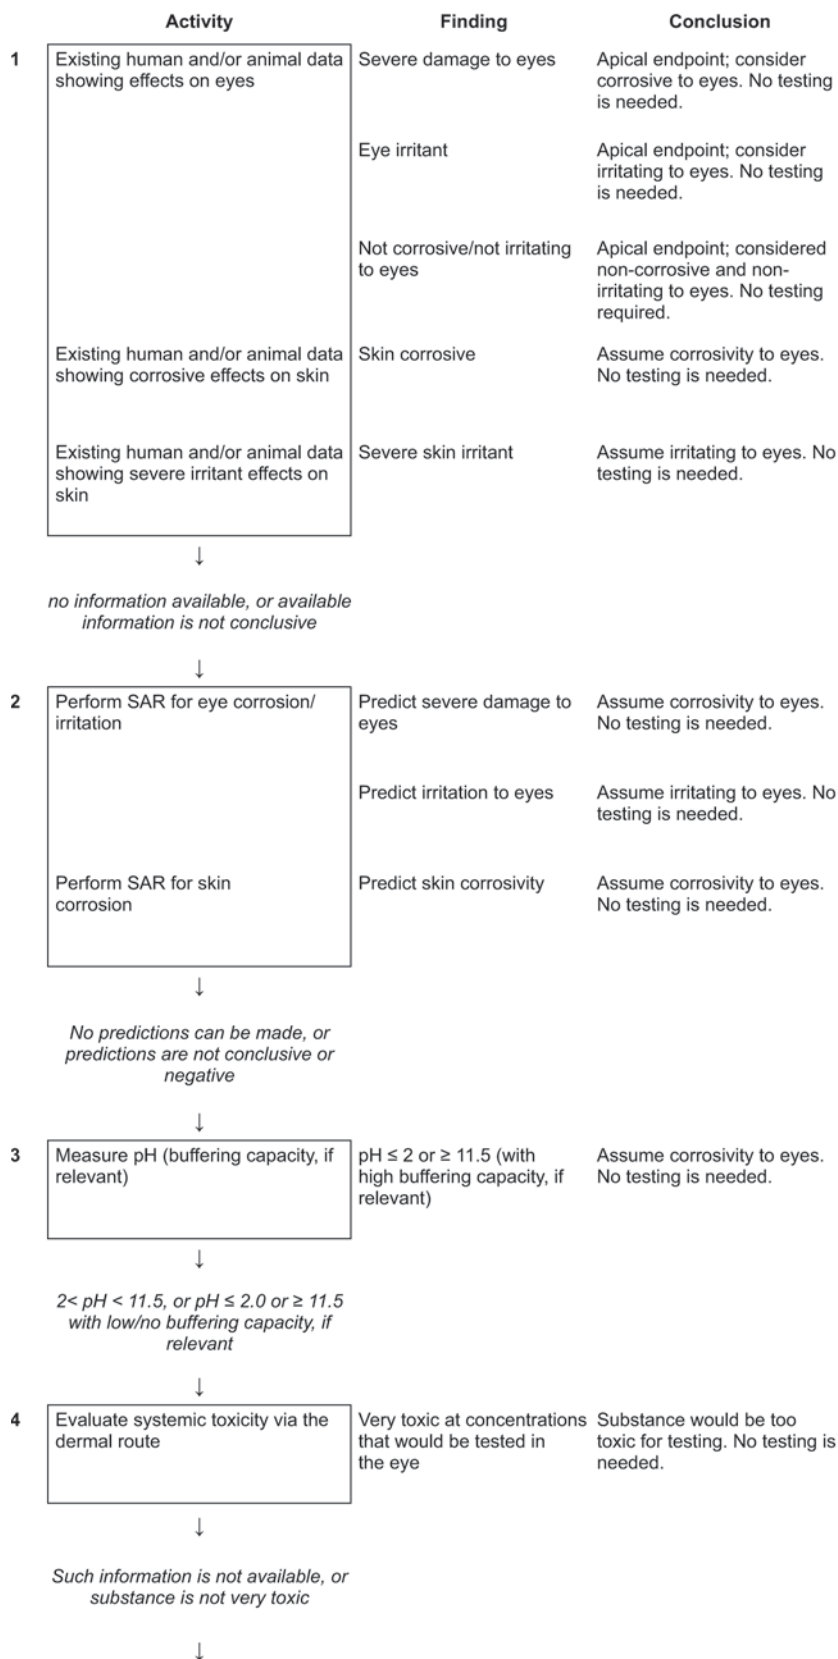 Activity Finding Conclusion
1 Existing human and/or animal data Severe damage to eyes Apical endpoint; consider
showing effects on eyes corrosive to eyes. No testing
is needed.
Eye irritant Apical endpoint; consider
irritating to eyes. No testing
is needed.
Not corrosive/not irritating Apical endpoint; considered
to eyes non-corrosive and non-
irritating to eyes. No testing
required.
Existing human and/or animal data Skin corrosive Assume corrosivity to eyes.
showing corrosive effects on skin No testing is needed.
Existing human and/or animal data Severe skin irritant Assume irritating to eyes. No
showing severe irritant effects on testing is needed.
skin
↓
no information available, or available
information is not conclusive
↓
2 Perform SAR for eye corrosion/ Predict severe damage to Assume corrosivity to eyes.
irritation eyes No testing is needed.
Predict irritation to eyes Assume irritating to eyes. No
testing is needed.
Perform SAR for skin Predict skin corrosivity Assume corrosivity to eyes.
corrosion No testing is needed.
↓
No predictions can be made, or
predictions are not conclusive or
negative
↓
3 Measure pH (buffering capacity, if pH ≤ 2 or ≥ 11.5 (with Assume corrosivity to eyes.
relevant) high buffering capacity, if No testing is needed.
relevant)
↓
2< pH < 11.5, or pH ≤ 2.0 or ≥ 11.5
with low/no buffering capacity, if
relevant
↓
4 Evaluate systemic toxicity via the Very toxic at concentrations Substance would be too
dermal route that would be tested in toxic for testing. No testing is
the eye needed.
↓
Such information is not available, or
substance is not very toxic
↓